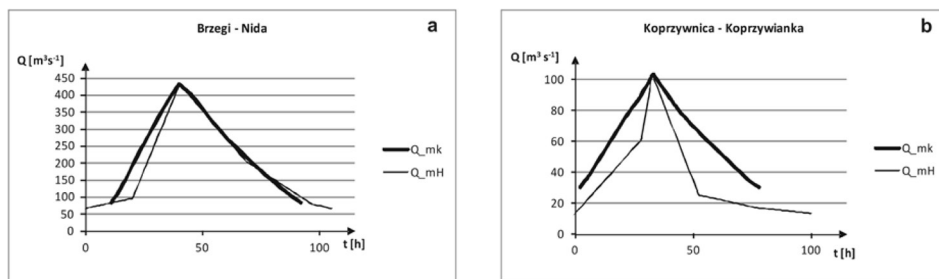 Brzegi - Nida
a
Q [m³s⁻¹]
450
400
350
300
250
200
150
100
50
0
0
50
100
t [h]
Q_mk
Q_mH
Koprzywnica - Koprzywianka
b
Q [m³ s⁻¹]
100
80
60
40
20
0
0
50
100
t [h]
Q_mk
Q_mH